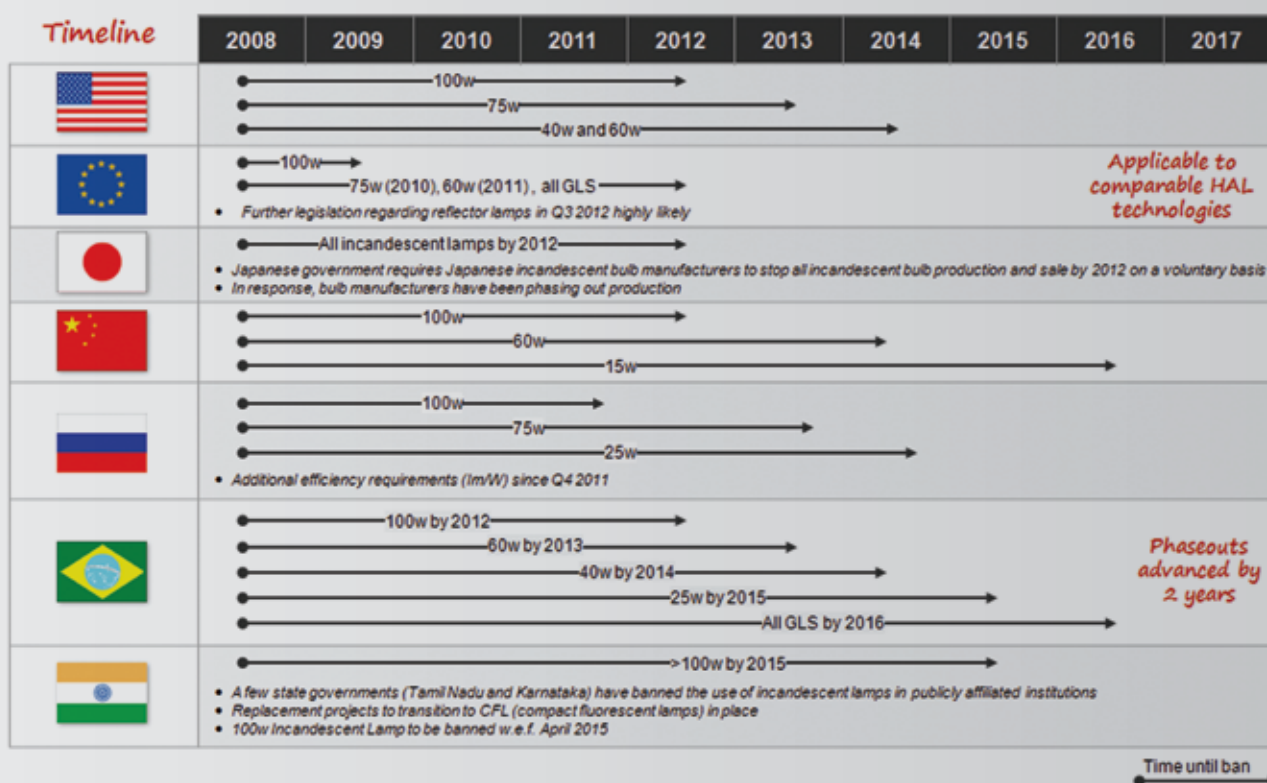 Timeline
2008 2009 2010 2011 2012 2013 2014 2015 2016 2017
100w
75w
40w and 60w
100w
75w (2010), 60w (2011), all GLS
• Further legislation regarding reflector lamps in Q3 2012 highly likely
Applicable to
comparable HAL
technologies
All incandescent lamps by 2012
• Japanese government requires Japanese incandescent bulb manufacturers to stop all incandescent bulb production and sale by 2012 on a voluntary basis
• In response, bulb manufacturers have been phasing out production
100w
60w
15w
100w
75w
25w
• Additional efficiency requirements (lm/W) since Q4 2011
100w by 2012
60w by 2013
40w by 2014
25w by 2015
All GLS by 2016
Phaseouts
advanced by
2 years
>100w by 2015
• A few state governments (Tamil Nadu and Karnataka) have banned the use of incandescent lamps in publicly affiliated institutions
• Replacement projects to transition to CFL (compact fluorescent lamps) in place
• 100w Incandescent Lamp to be banned w.e.f. April 2015
Time until ban